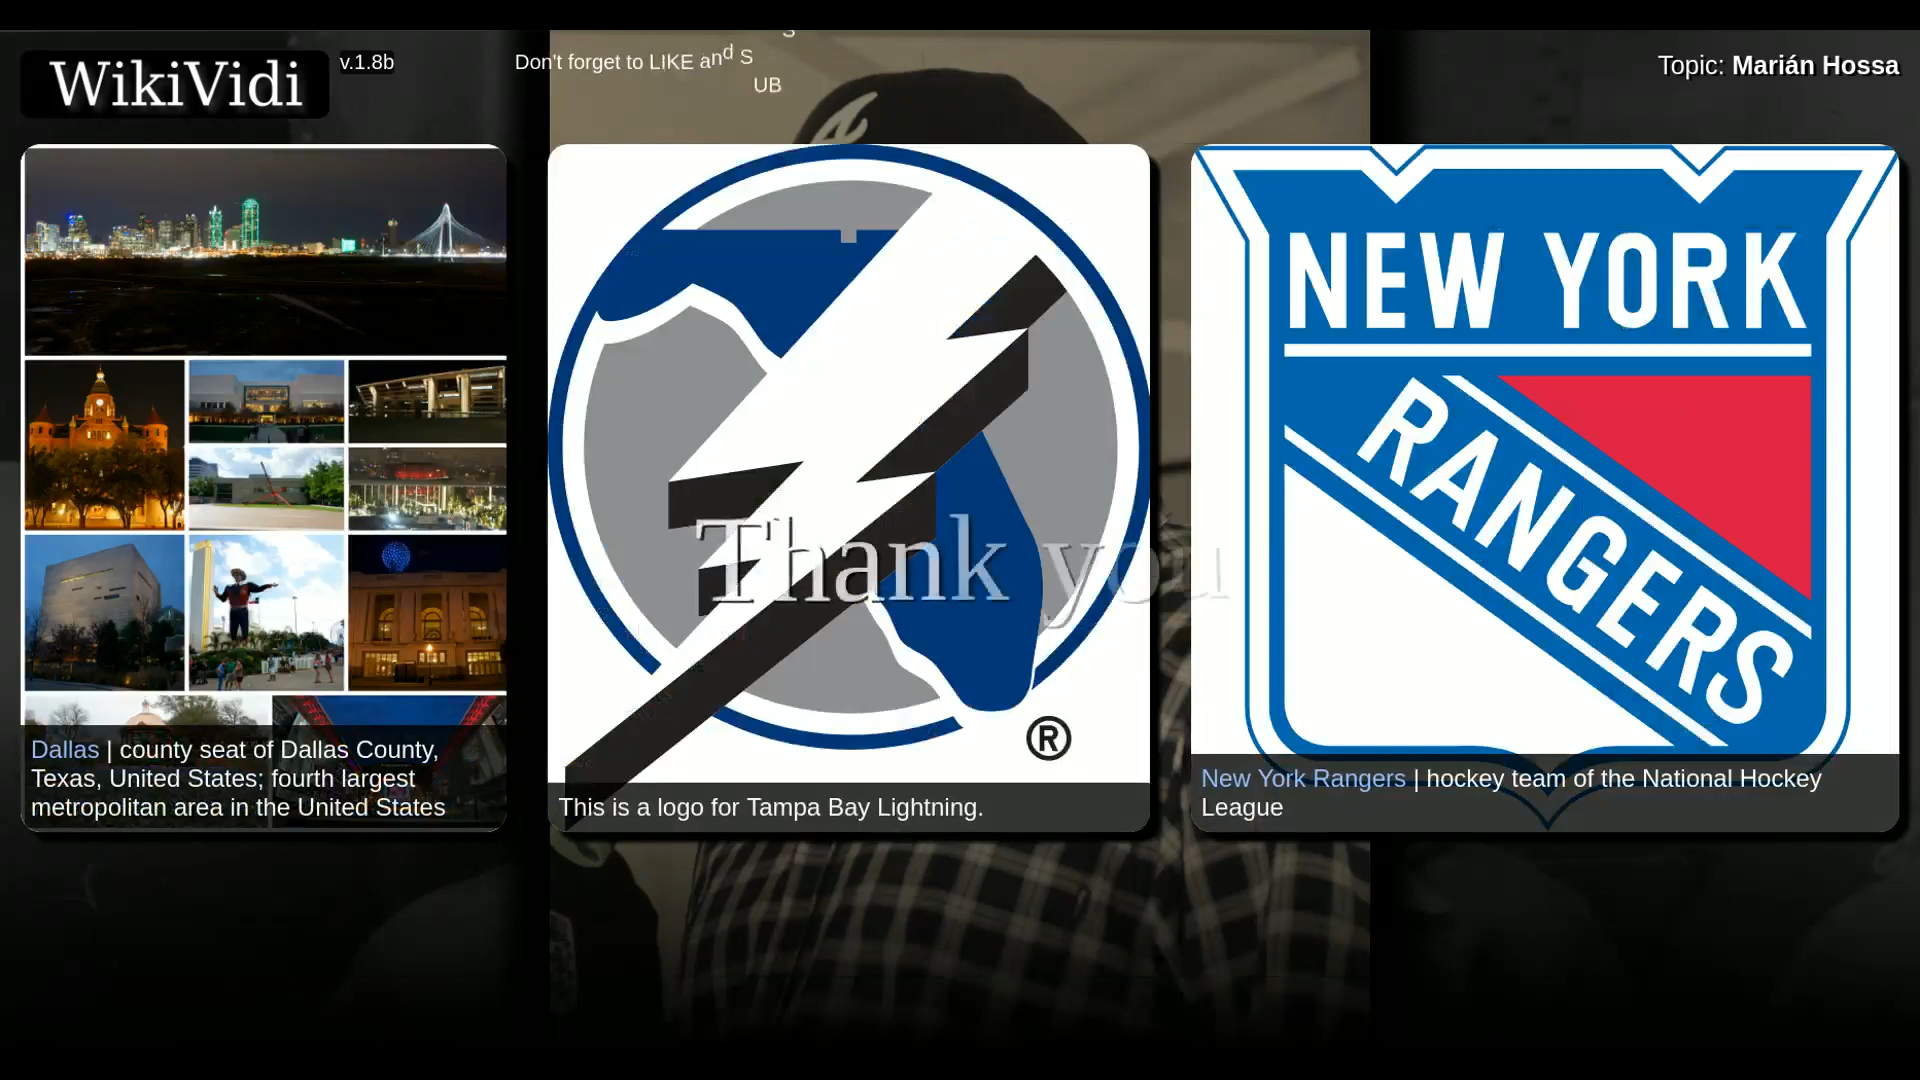 WikiVidi
v.1.8b
Don't forget to LIKE and S
UB
S
Topic: Marián Hossa
NEW YORK
RANGERS
Thank you
®
Dallas | county seat of Dallas County,
Texas, United States; fourth largest
metropolitan area in the United States
This is a logo for Tampa Bay Lightning.
New York Rangers | hockey team of the National Hockey
League